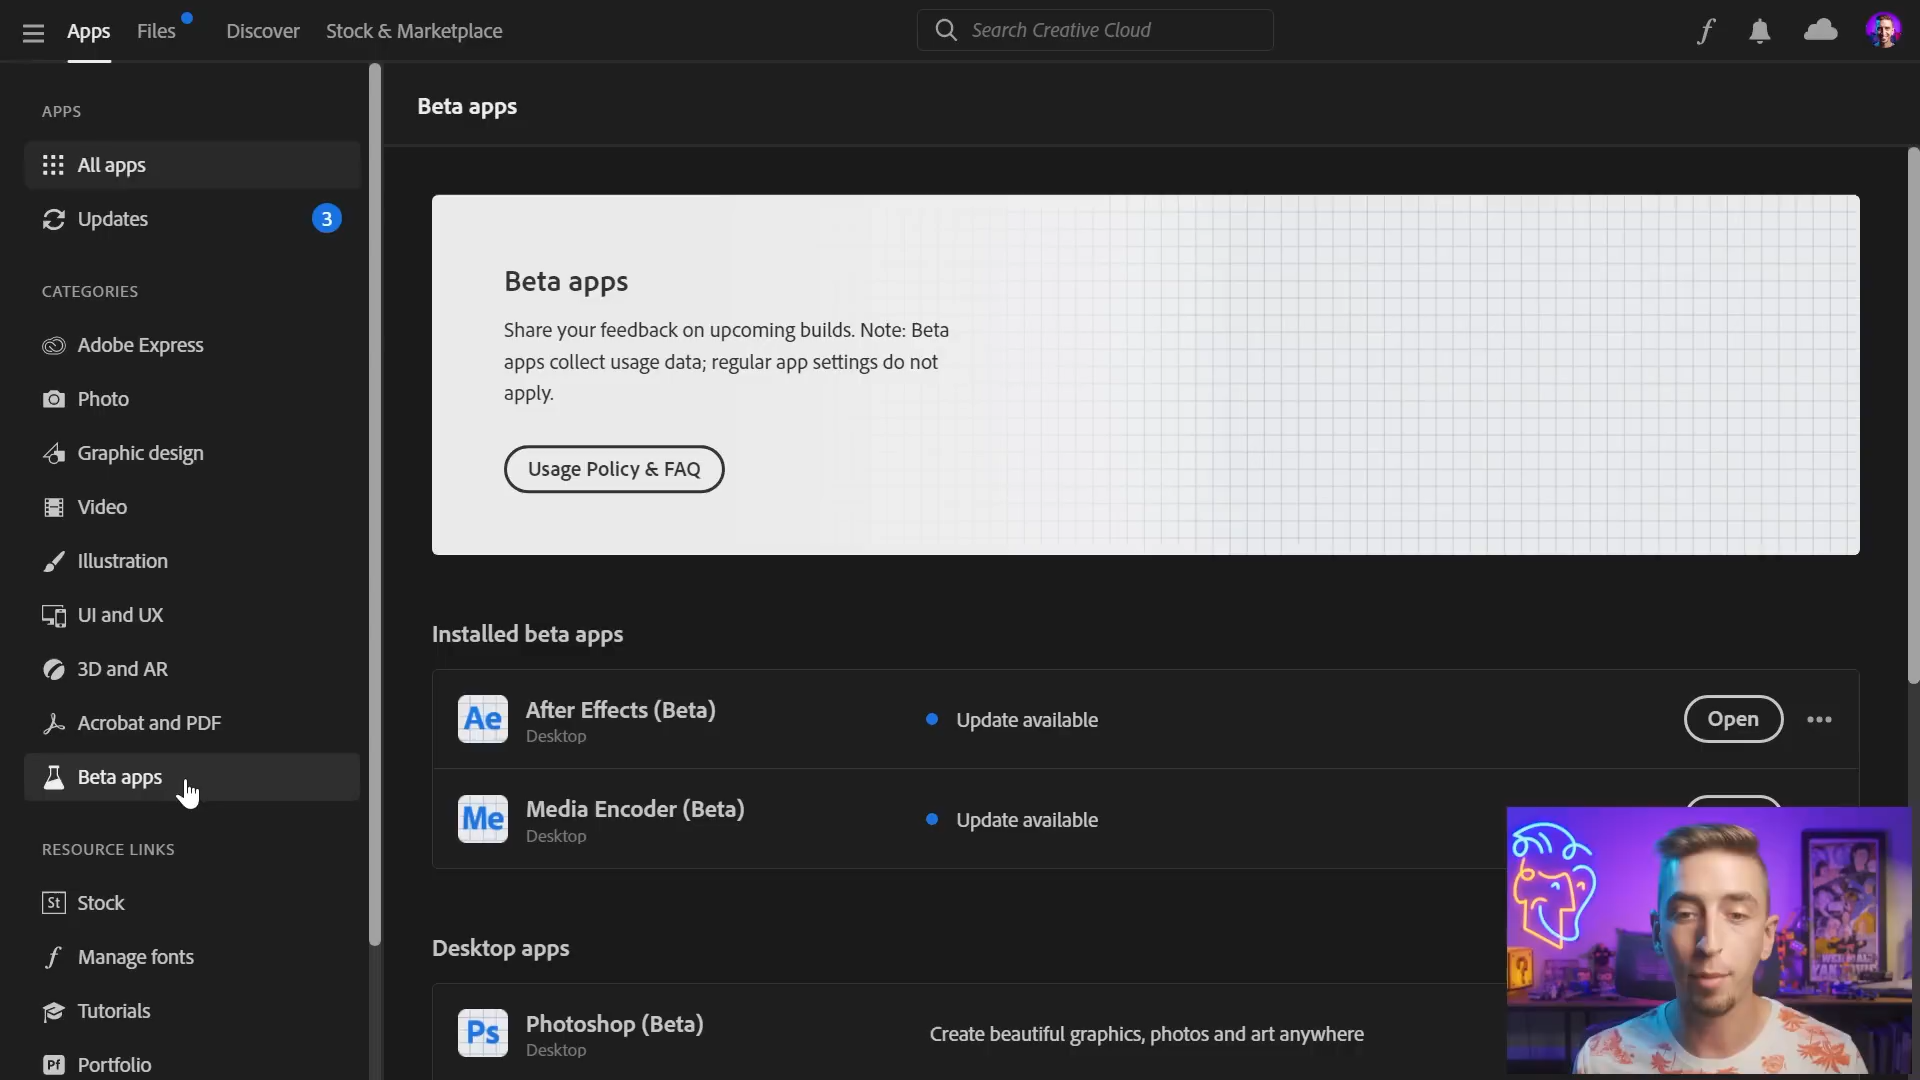 Apps
Files
Discover
Stock & Marketplace
Search Creative Cloud
APPS
All apps
Updates
3
CATEGORIES
Adobe Express
Photo
Graphic design
Video
Illustration
UI and UX
3D and AR
Acrobat and PDF
Beta apps
RESOURCE LINKS
St
Stock
Manage fonts
Tutorials
Pf
Portfolio
Beta apps
Beta apps
Share your feedback on upcoming builds. Note: Beta
apps collect usage data; regular app settings do not
apply.
Usage Policy & FAQ
Installed beta apps
Ae
After Effects (Beta)
Desktop
Update available
Open
Me
Media Encoder (Beta)
Desktop
Update available
Desktop apps
Ps
Photoshop (Beta)
Desktop
Create beautiful graphics, photos and art anywhere